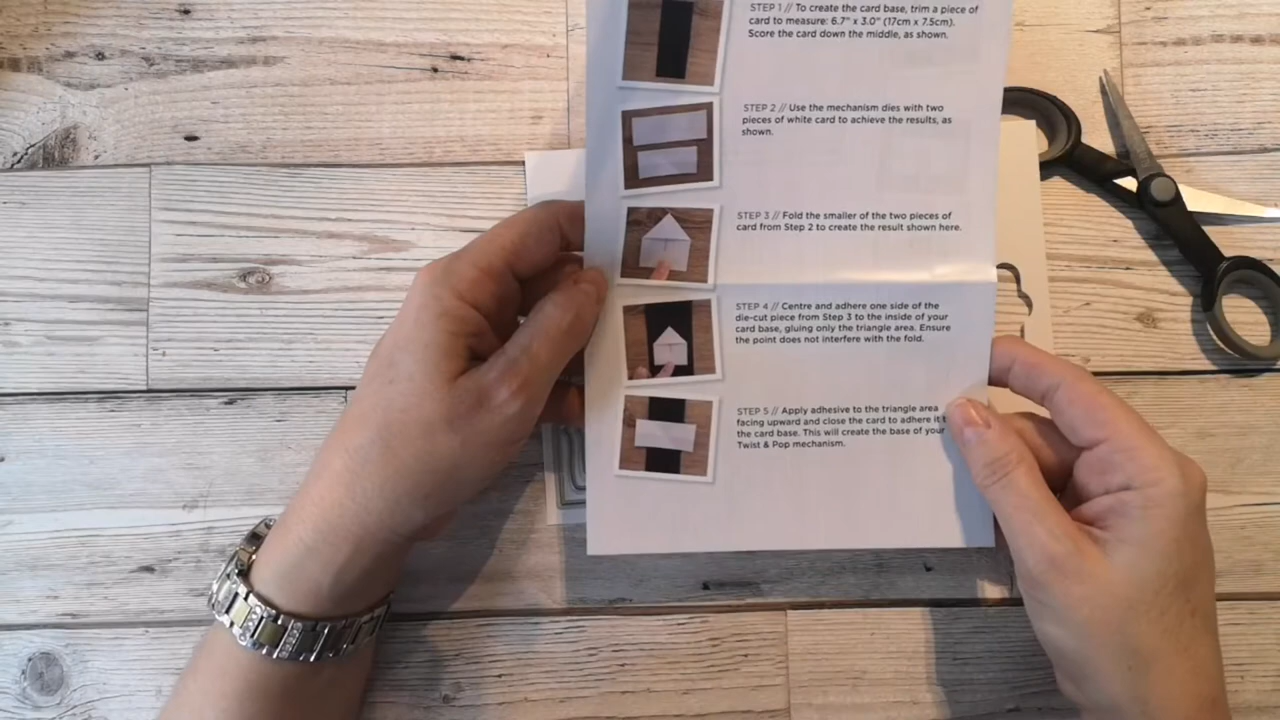 STEP 1 // To create the card base, trim a piece of
card to measure: 6.7" x 3.0" (17cm x 7.5cm).
Score the card down the middle, as shown.
STEP 2 // Use the mechanism dies with two
pieces of white card to achieve the results, as
shown.
STEP 3 // Fold the smaller of the two pieces of
card from Step 2 to create the result shown here.
STEP 4 // Centre and adhere one side of the
die-cut piece from Step 3 to the inside of your
card base, gluing only the triangle area. Ensure
the point does not interfere with the fold.
STEP 5 // Apply adhesive to the triangle area
facing upward and close the card to adhere it
the card base. This will create the base of your
Twist & Pop mechanism.